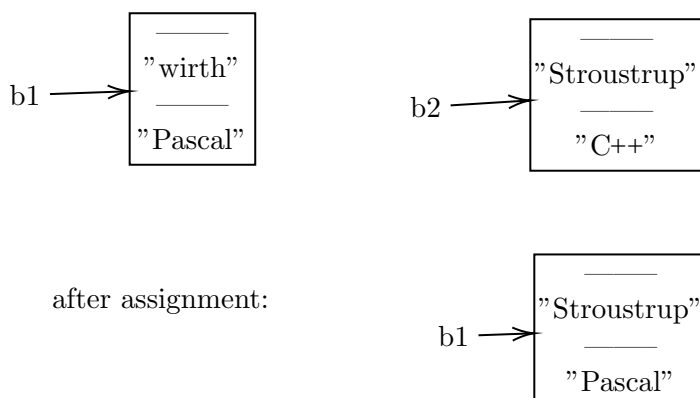 "wirth"
b1
"Pascal"
"Stroustrup"
b2
"C++"
after assignment:
"Stroustrup"
b1
"Pascal"